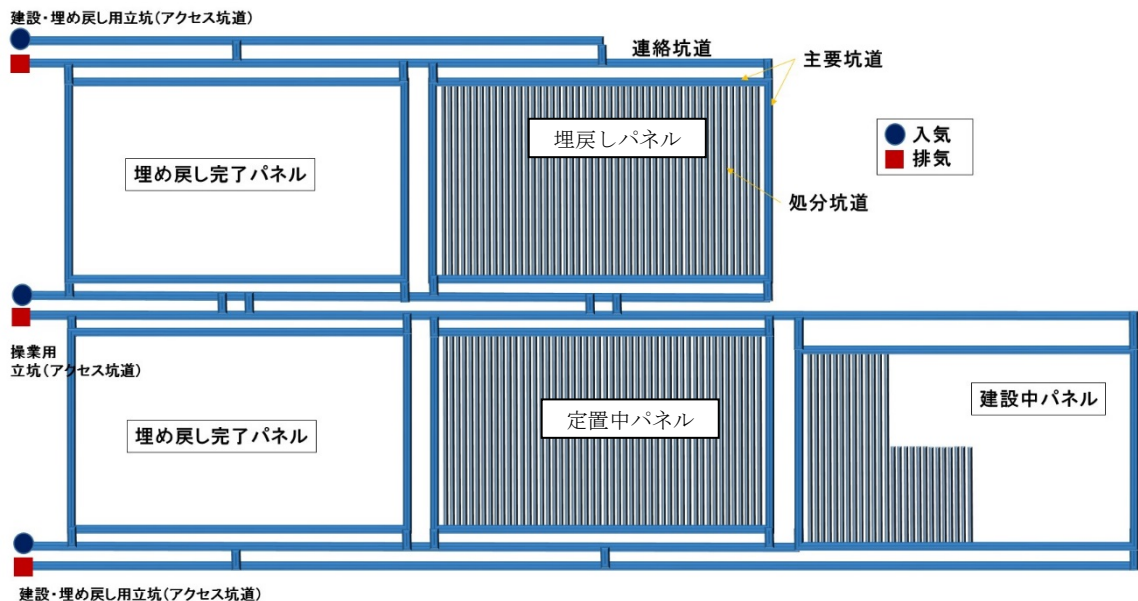 建設・埋め戻し用立坑(アクセス坑道)
連絡坑道
主要坑道
入気
排気
埋戻しパネル
埋め戻し完了パネル
処分坑道
操業用
立坑(アクセス坑道)
定置中パネル
建設中パネル
埋め戻し完了パネル
建設・埋め戻し用立坑(アクセス坑道)